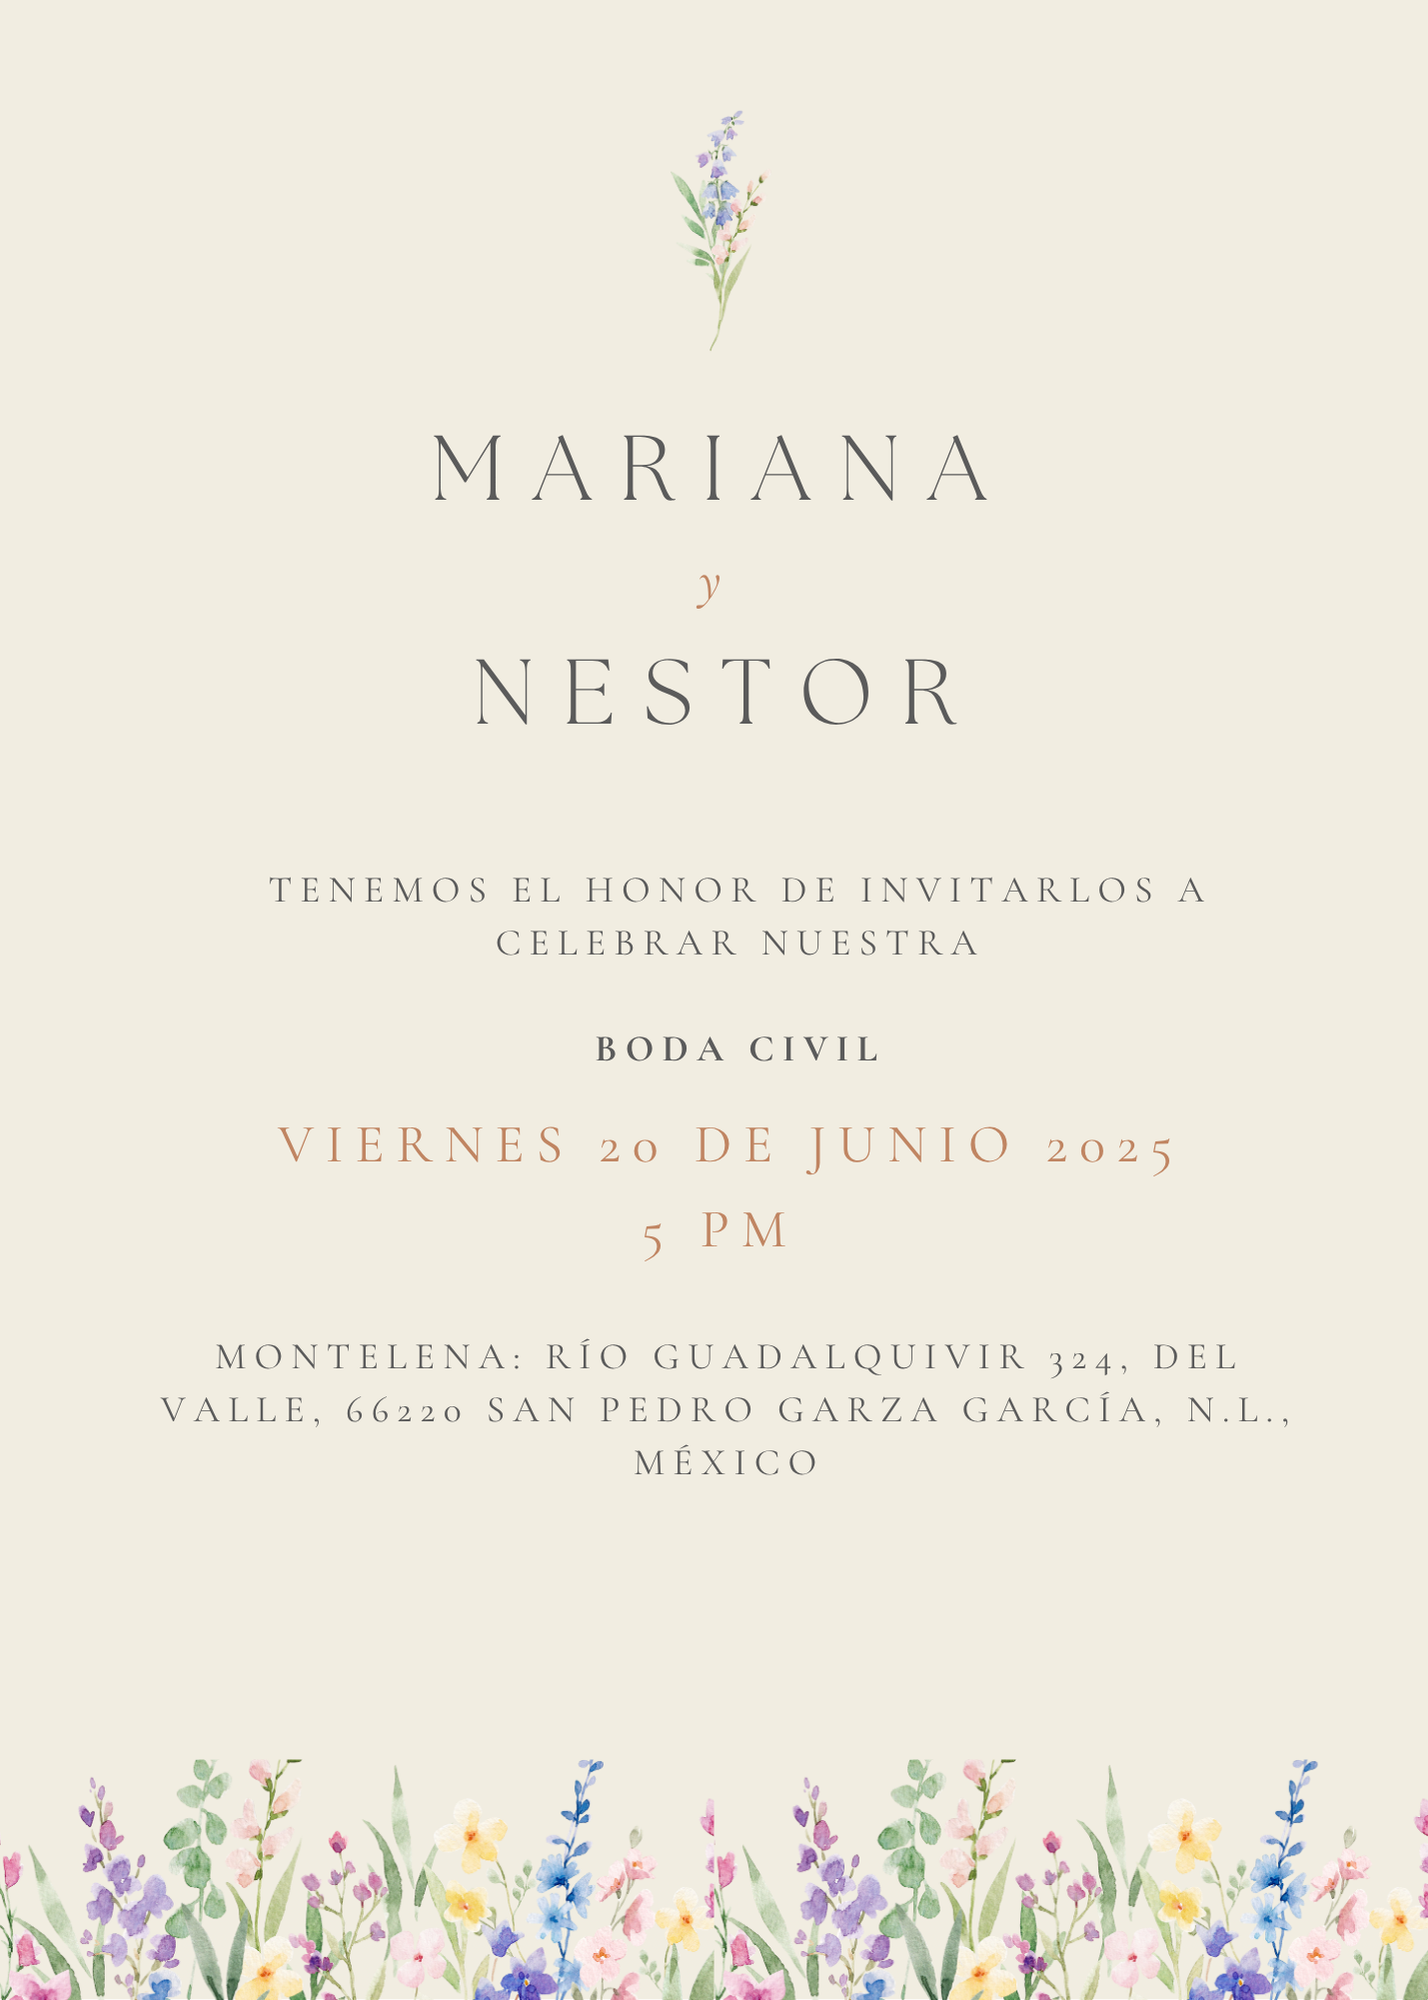 MARIANA
y
NESTOR
TENEMOS EL HONOR DE INVITARLOS A
CELEBRAR NUESTRA
BODA CIVIL
VIERNES 20 DE JUNIO 2025
5 PM
MONTELENA: RÍO GUADALQUIVIR 324, DEL
VALLE, 66220 SAN PEDRO GARZA GARCÍA, N.L.,
MÉXICO